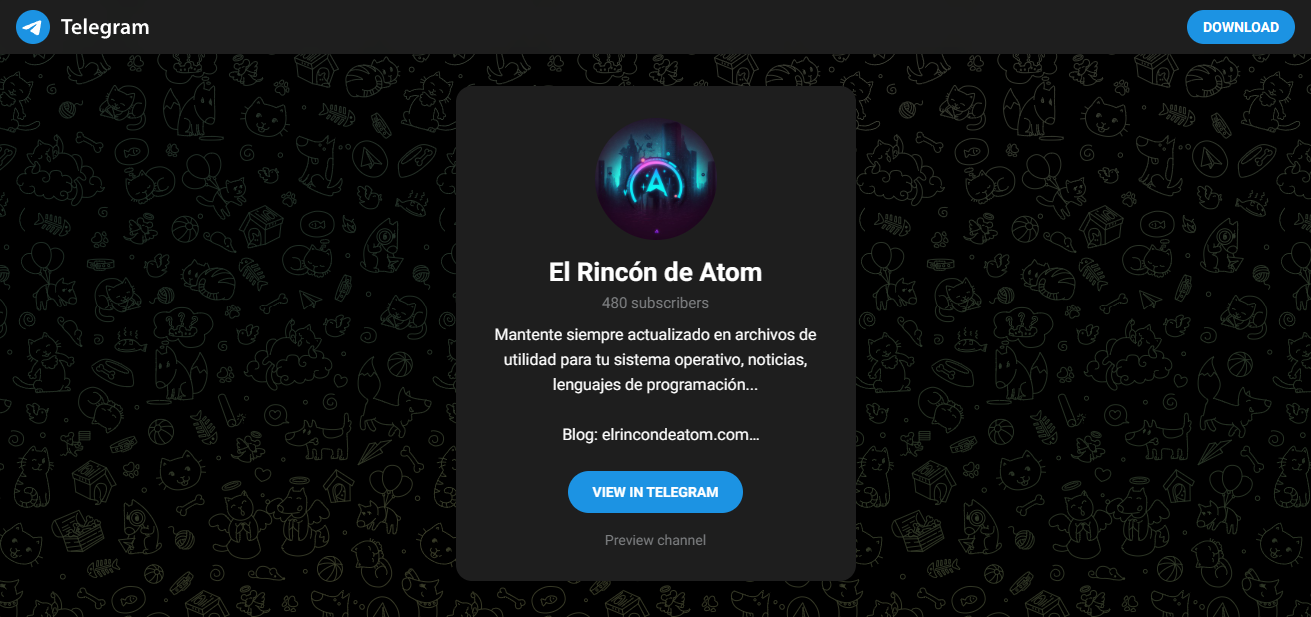 Telegram
DOWNLOAD
El Rincón de Atom
480 subscribers
Mantente siempre actualizado en archivos de
utilidad para tu sistema operativo, noticias,
lenguajes de programación...
Blog: elrincondeatom.com…
VIEW IN TELEGRAM
Preview channel